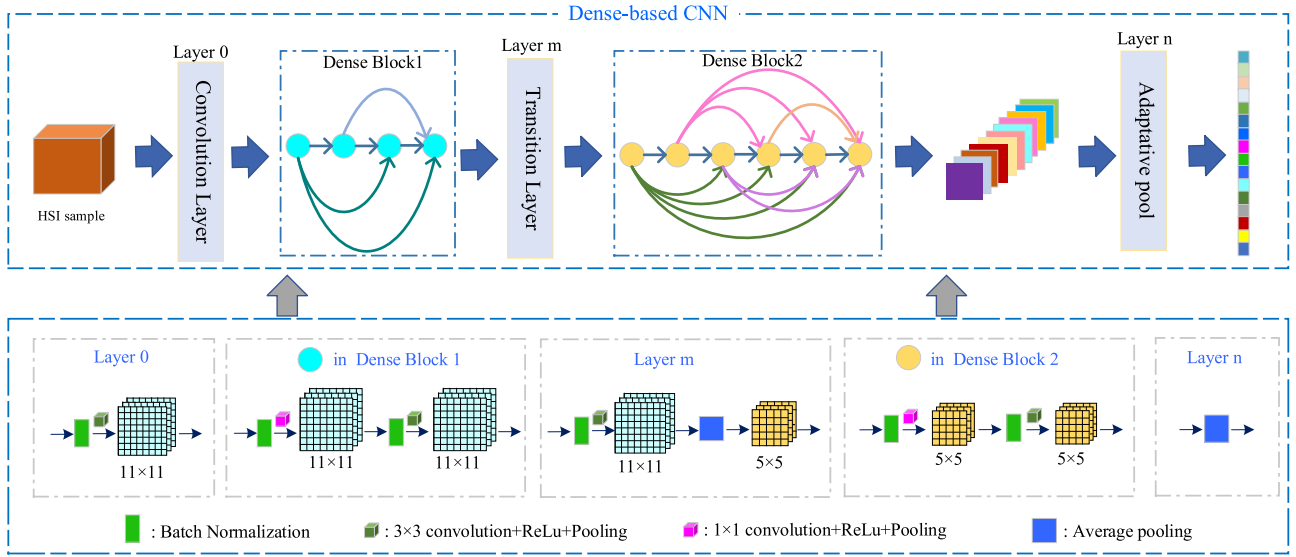 Dense-based CNN
Layer 0
Convolution Layer
Dense Block1
Layer m
Transition Layer
Dense Block2
Layer n
Adaptative pool
HSI sample
Layer 0
in Dense Block 1
Layer m
in Dense Block 2
Layer n
11×11
11×11
11×11
11×11
5×5
5×5
5×5
: Batch Normalization
: 3×3 convolution+ReLu+Pooling
: 1×1 convolution+ReLu+Pooling
: Average pooling